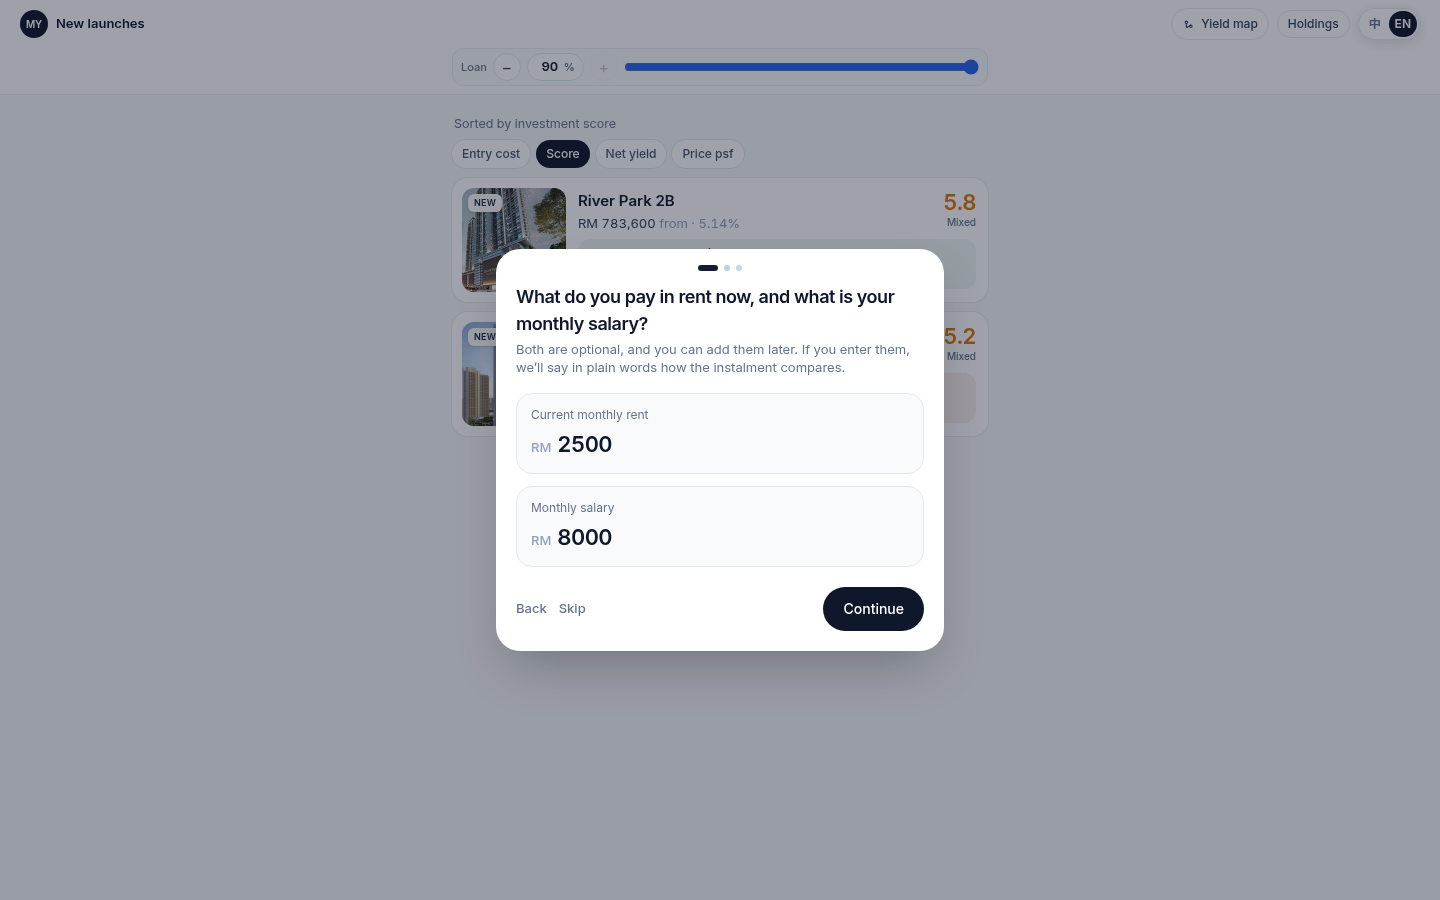 MY New launches
Yield map
Holdings
中 EN
Loan − 90 % +
Sorted by investment score
Entry cost Score Net yield Price psf
NEW
River Park 2B
RM 783,600 from · 5.14%
5.8
Mixed
NEW
5.2
Mixed
What do you pay in rent now, and what is your
monthly salary?
Both are optional, and you can add them later. If you enter them,
we’ll say in plain words how the instalment compares.
Current monthly rent
RM 2500
Monthly salary
RM 8000
Back Skip Continue